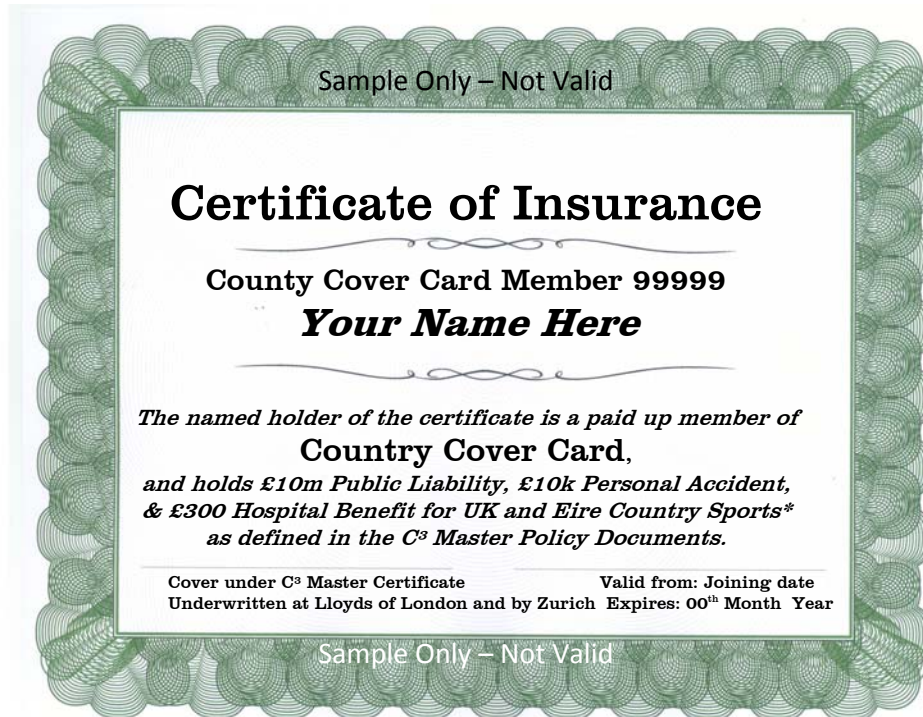 Sample Only – Not Valid
Certificate of Insurance
County Cover Card Member 99999
Your Name Here
The named holder of the certificate is a paid up member of
Country Cover Card,
and holds £10m Public Liability, £10k Personal Accident,
& £300 Hospital Benefit for UK and Eire Country Sports*
as defined in the C³ Master Policy Documents.
Cover under C³ Master Certificate Valid from: Joining date
Underwritten at Lloyds of London and by Zurich Expires: 00th Month Year
Sample Only – Not Valid